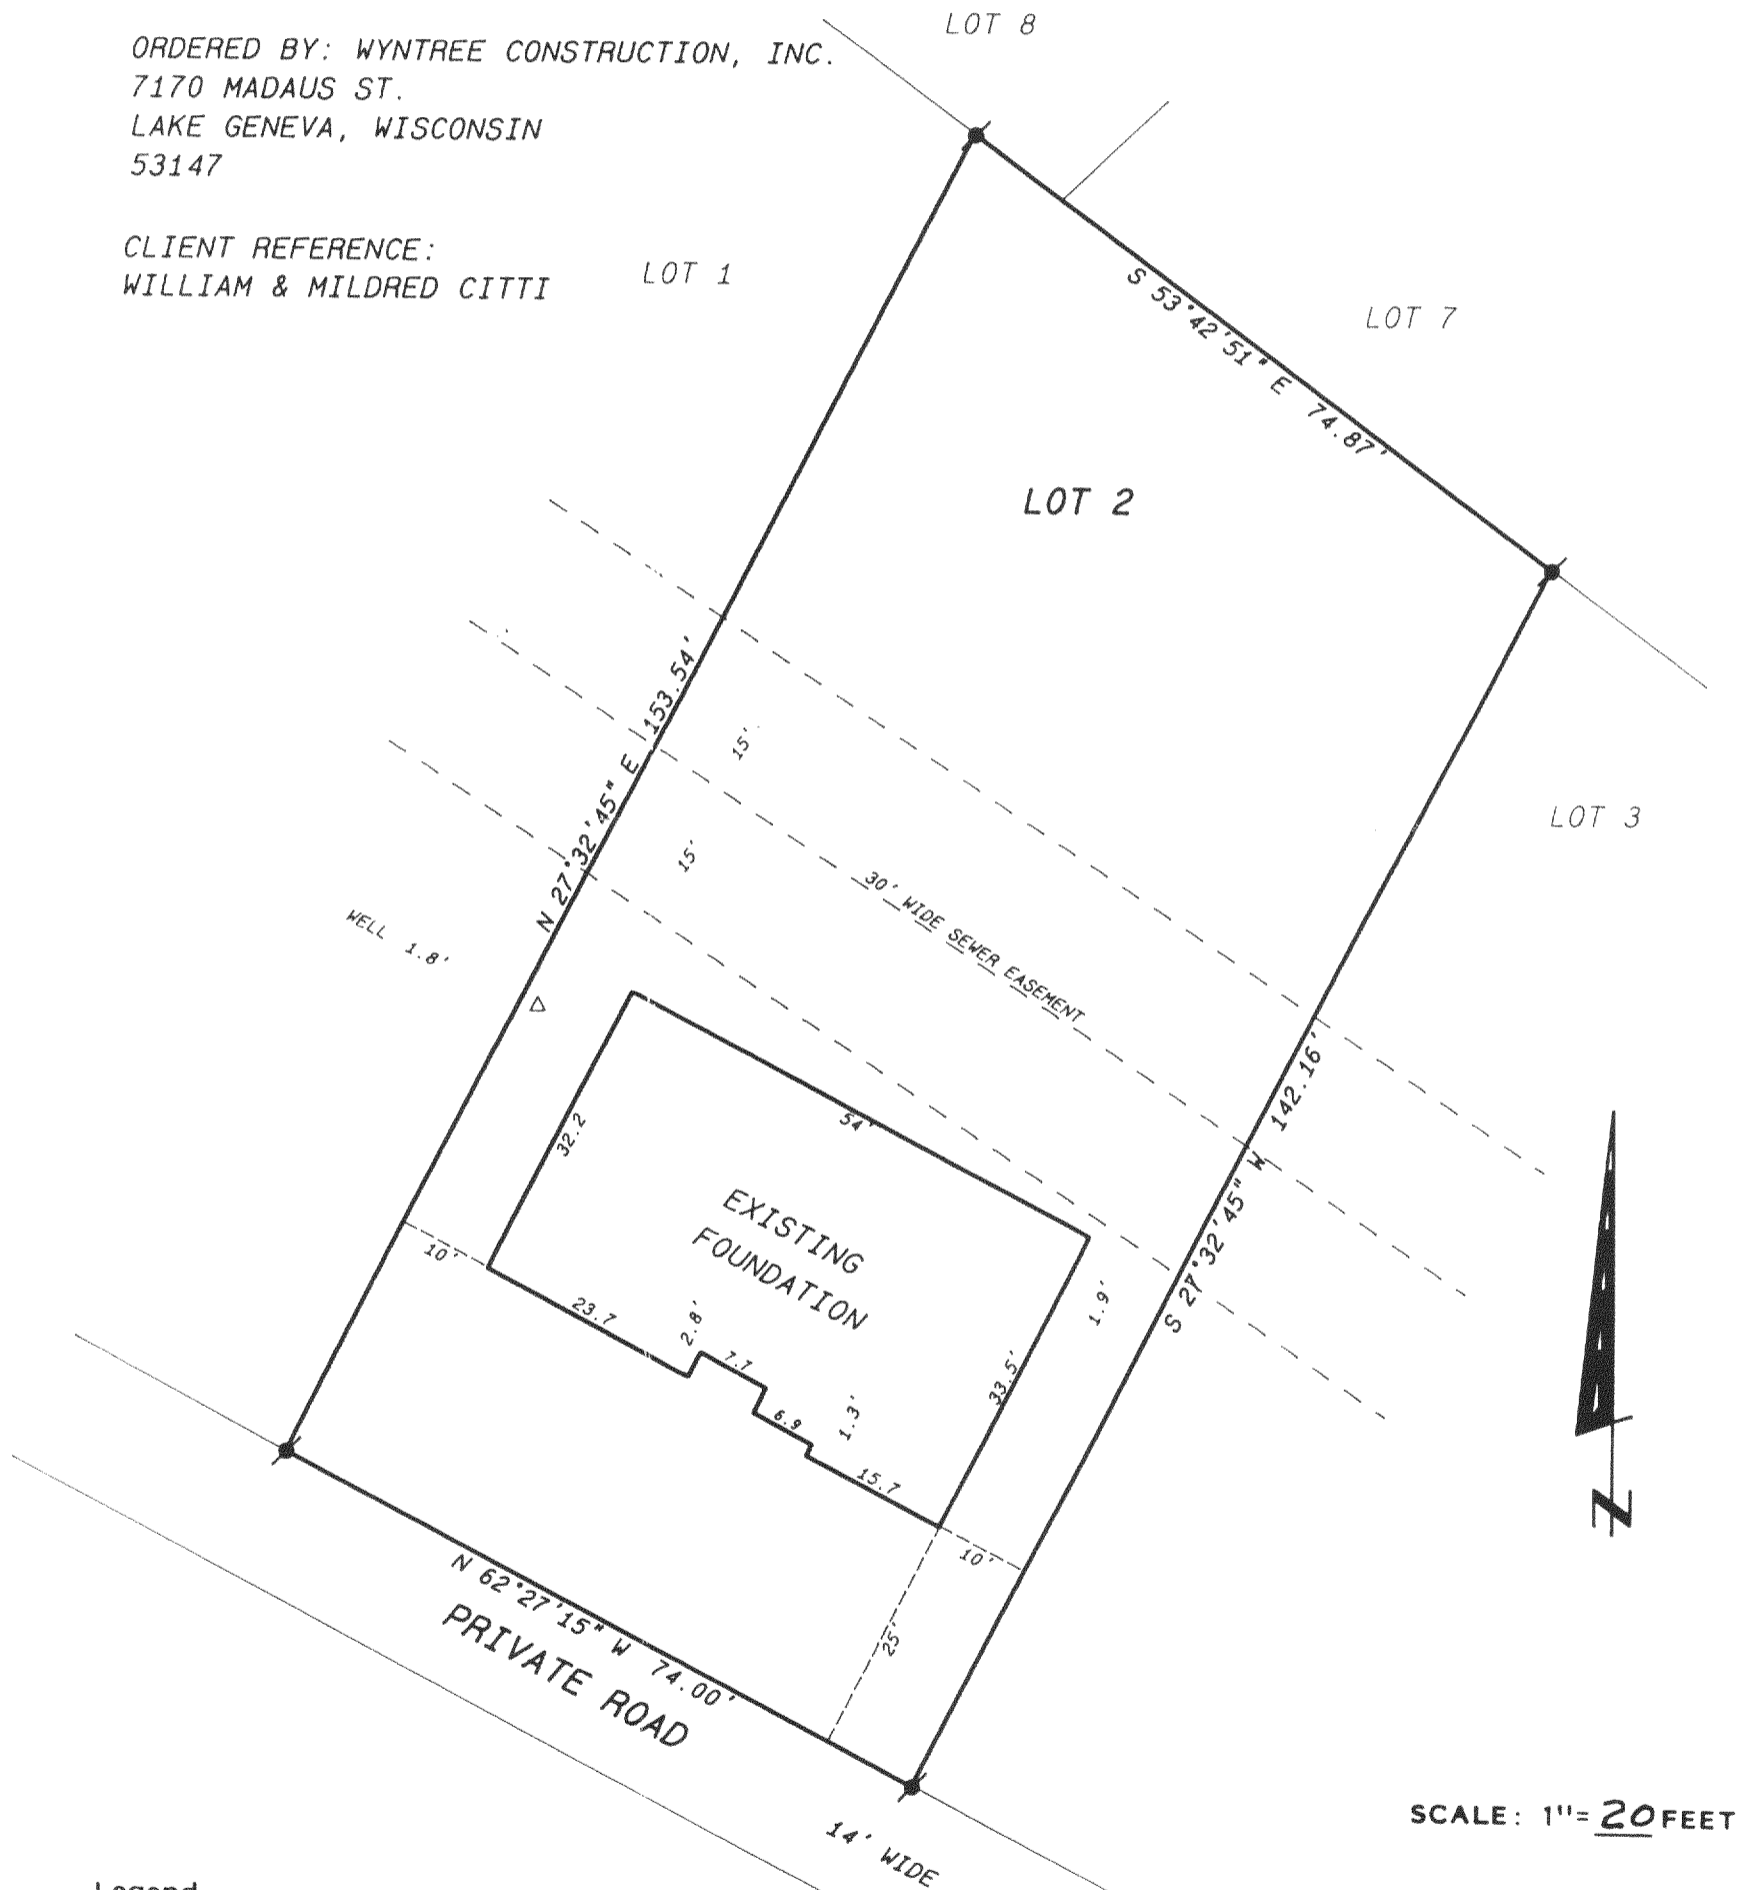 ORDERED BY: WYNTREE CONSTRUCTION, INC.
7170 MADAUS ST.
LAKE GENEVA, WISCONSIN
53147
CLIENT REFERENCE:
WILLIAM & MILDRED CITTI
LOT 8
LOT 1
LOT 7
S 53°42'51" E 74.87'
LOT 2
LOT 3
N 27°32'45" E 153.54'
15'
15'
30' WIDE SEWER EASEMENT
WELL 1.8'
S 27°32'45" W 142.16'
54'
32.2
EXISTING
FOUNDATION
10'
23.7
2.8'
7.7
6.9
1.3'
15.7
33.5'
1.9'
10'
25'
N 62°27'15" W 74.00'
PRIVATE ROAD
14' WIDE
N
SCALE: 1"= 20 FEET
Legend